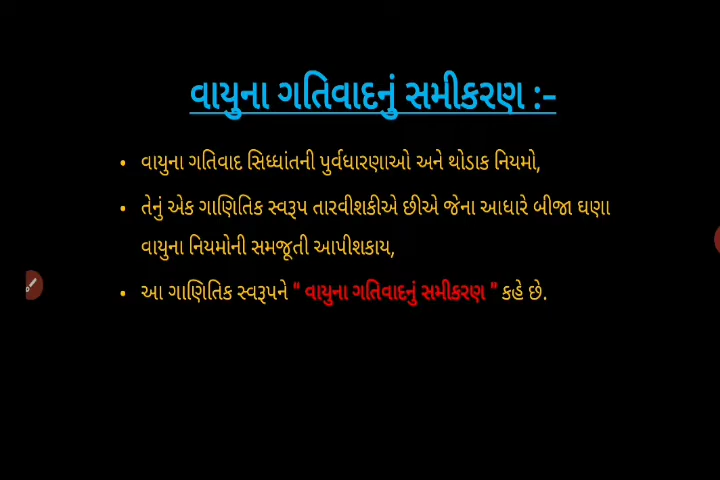 વાયુના ગતિવાદનું સમીકરણ :-
• વાયુના ગતિવાદ સિધ્ધાંતની પુર્વધારણાઓ અને થોડાક નિયમો,
• તેનું એક ગાણિતિક સ્વરૂપ તારવીશકીએ છીએ જેના આધારે બીજા ઘણા
વાયુના નિયમોની સમજૂતી આપીશકાય,
• આ ગાણિતિક સ્વરૂપને " વાયુના ગતિવાદનું સમીકરણ " કહે છે.